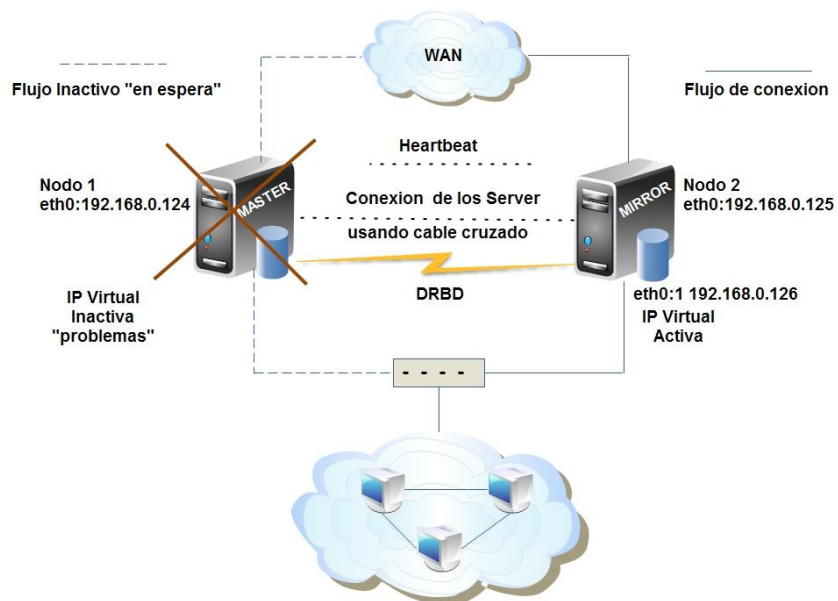 WAN
Flujo Inactivo "en espera"
Flujo de conexion
Heartbeat
Nodo 1
eth0:192.168.0.124
MASTER
Conexion de los Server
usando cable cruzado
MIRROR
Nodo 2
eth0:192.168.0.125
IP Virtual
Inactiva
"problemas"
DRBD
eth0:1 192.168.0.126
IP Virtual
Activa